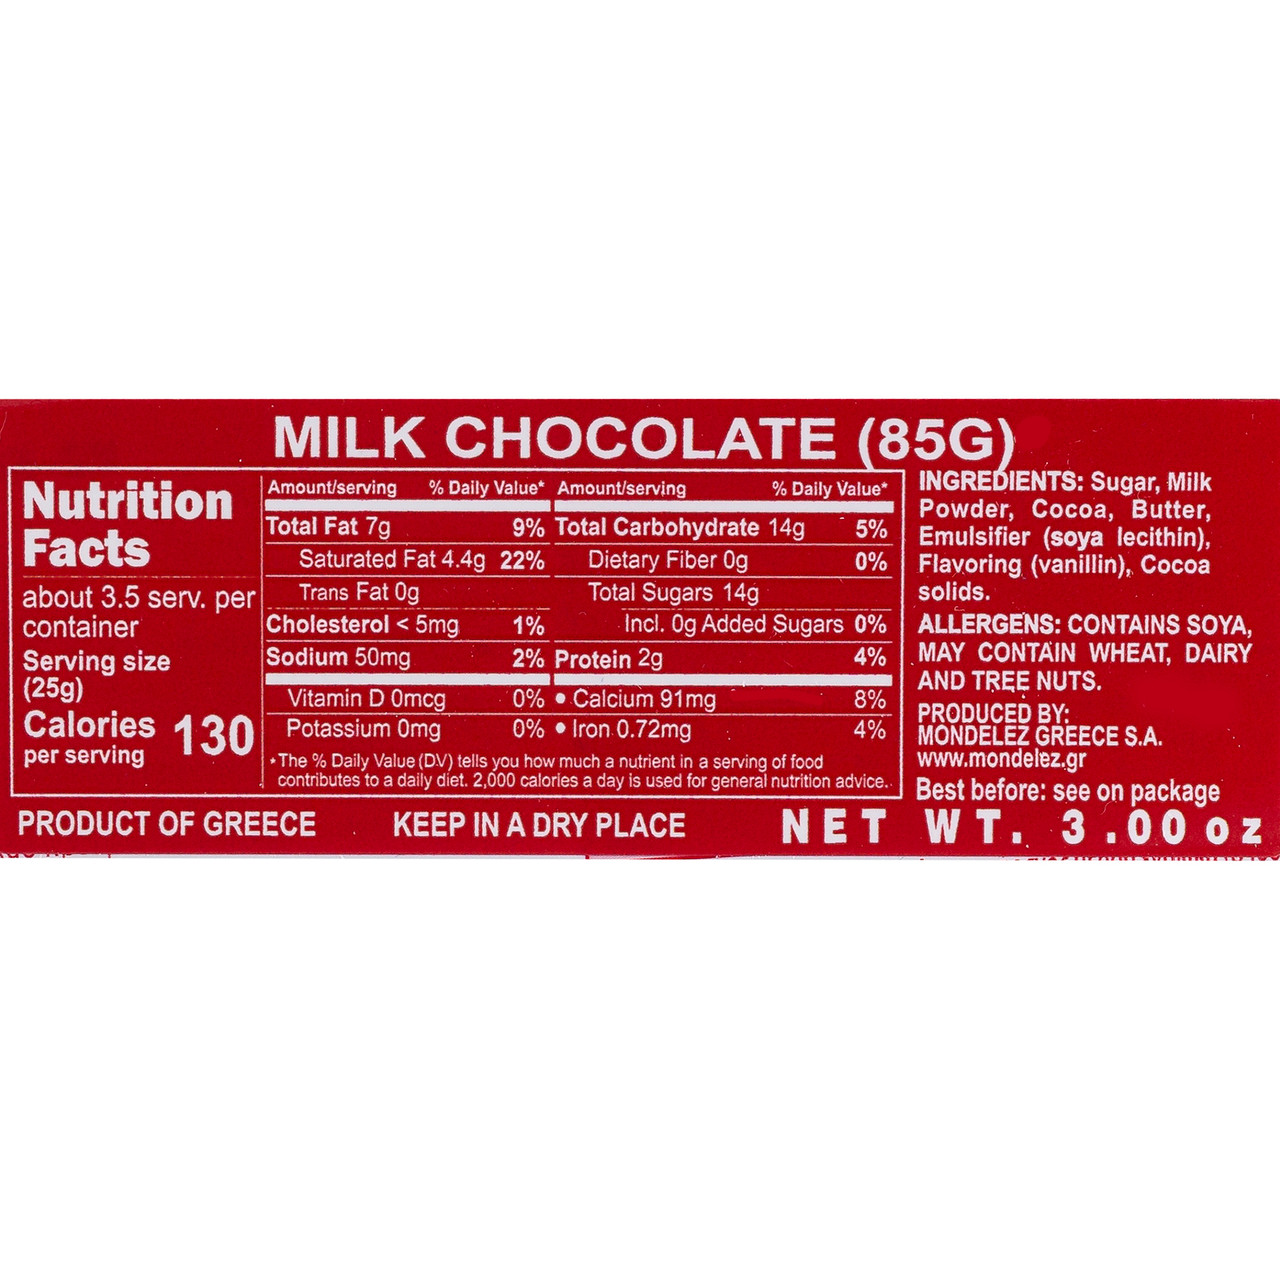 MILK CHOCOLATE (85G)
Nutrition
Facts
about 3.5 serv. per
container
Serving size
(25g)
Calories
per serving
130
Amount/serving % Daily Value*
Total Fat 7g 9%
Saturated Fat 4.4g 22%
Trans Fat 0g
Cholesterol < 5mg 1%
Sodium 50mg 2%
Vitamin D 0mcg 0%
Potassium 0mg 0%
Amount/serving % Daily Value*
Total Carbohydrate 14g 5%
Dietary Fiber 0g 0%
Total Sugars 14g
Incl. 0g Added Sugars 0%
Protein 2g 4%
• Calcium 91mg 8%
• Iron 0.72mg 4%
*The % Daily Value (DV) tells you how much a nutrient in a serving of food
contributes to a daily diet. 2,000 calories a day is used for general nutrition advice.
INGREDIENTS: Sugar, Milk
Powder, Cocoa, Butter,
Emulsifier (soya lecithin),
Flavoring (vanillin), Cocoa
solids.
ALLERGENS: CONTAINS SOYA,
MAY CONTAIN WHEAT, DAIRY
AND TREE NUTS.
PRODUCED BY:
MONDELEZ GREECE S.A.
www.mondelez.gr
Best before: see on package
PRODUCT OF GREECE KEEP IN A DRY PLACE NET WT. 3.00 oz